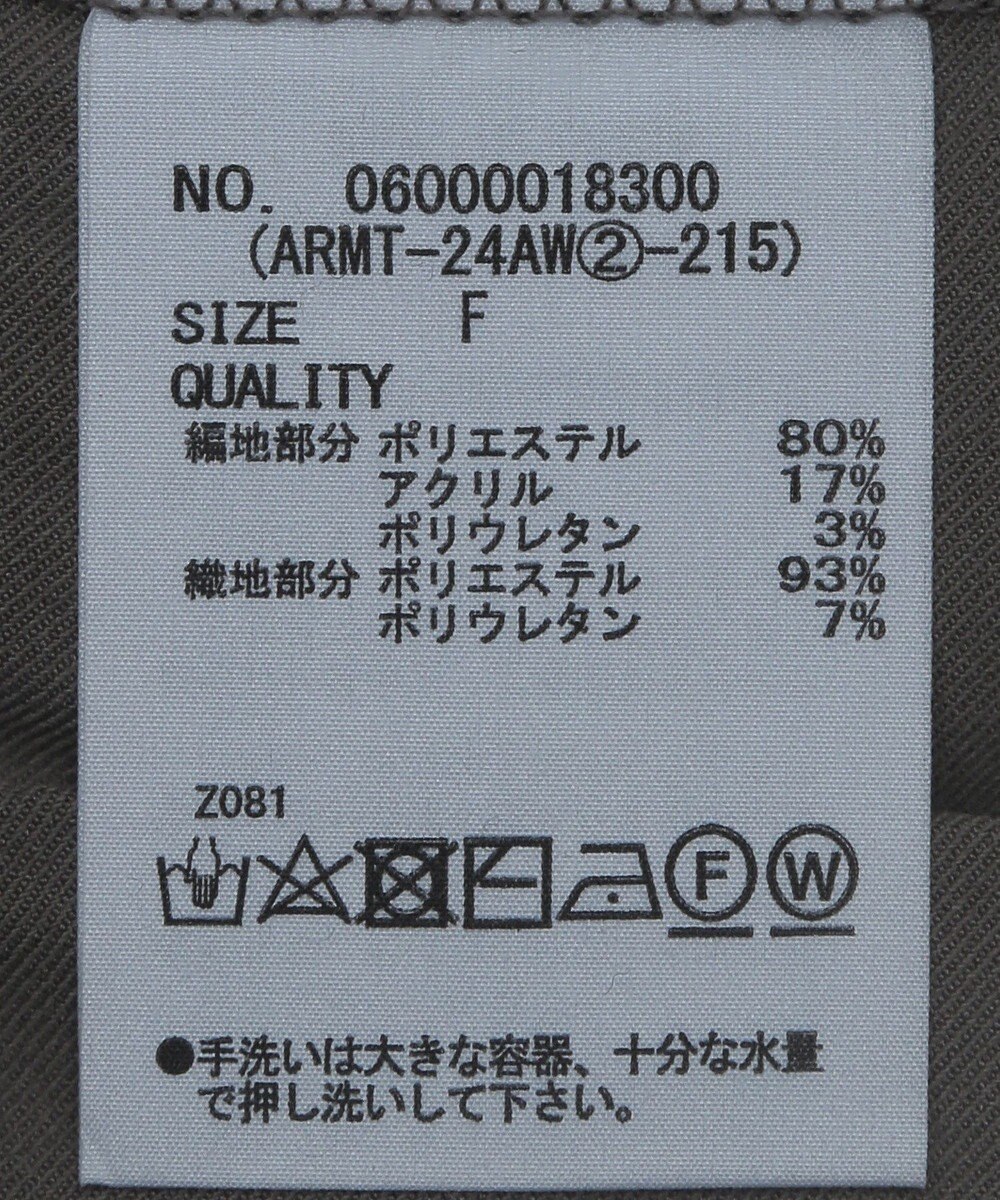 NO. 06000018300
(ARMT-24AW②-215)
SIZE F
QUALITY
編地部分 ポリエステル 80%
アクリル 17%
ポリウレタン 3%
織地部分 ポリエステル 93%
ポリウレタン 7%
Z081
F W
●手洗いは大きな容器、十分な水量
で押し洗いして下さい。